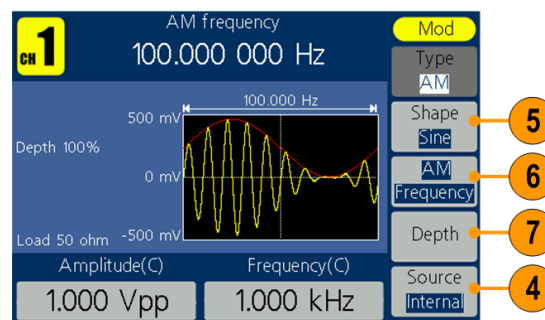 CH 1
AM frequency
100.000 000 Hz
Mod
Type
AM
100.000 Hz
500 mV
Depth 100%
0 mV
Load 50 ohm
-500 mV
Shape
Sine
5
AM
Frequency
6
Depth
7
Source
Internal
4
Amplitude(C)
1.000 Vpp
Frequency(C)
1.000 kHz